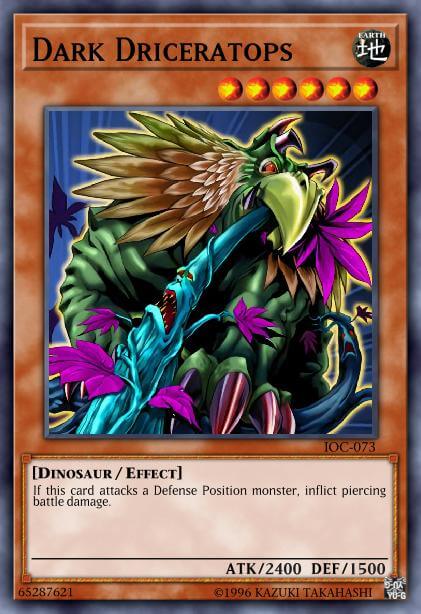 Dark Driceratops
EARTH
地
IOC-073
[Dinosaur / Effect]
If this card attacks a Defense Position monster, inflict piercing
battle damage.
ATK/2400 DEF/1500
65287621
©1996 KAZUKI TAKAHASHI